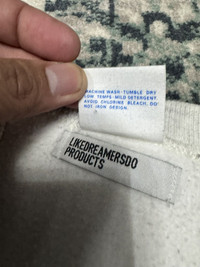 MACHINE WASH · TUMBLE DRY
LOW TEMPS MILD DETERGENT.
AVOID CHLORINE BLEACH. DO
NOT IRON DESIGN.
LIKEDREAMERSDO
PRODUCTS